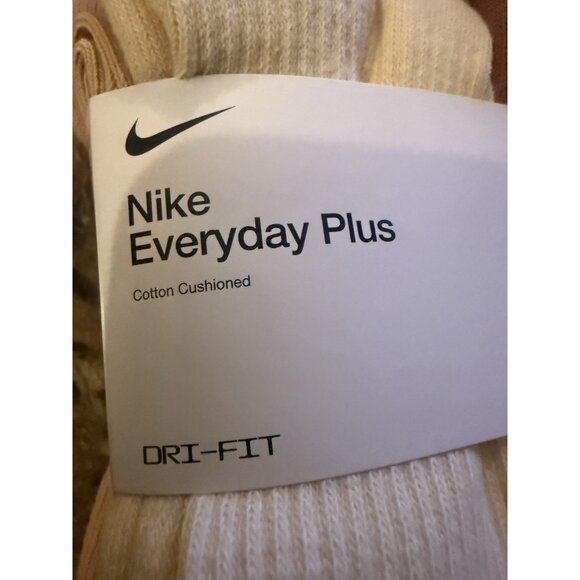 Nike
Everyday Plus
Cotton Cushioned
DRI-FIT